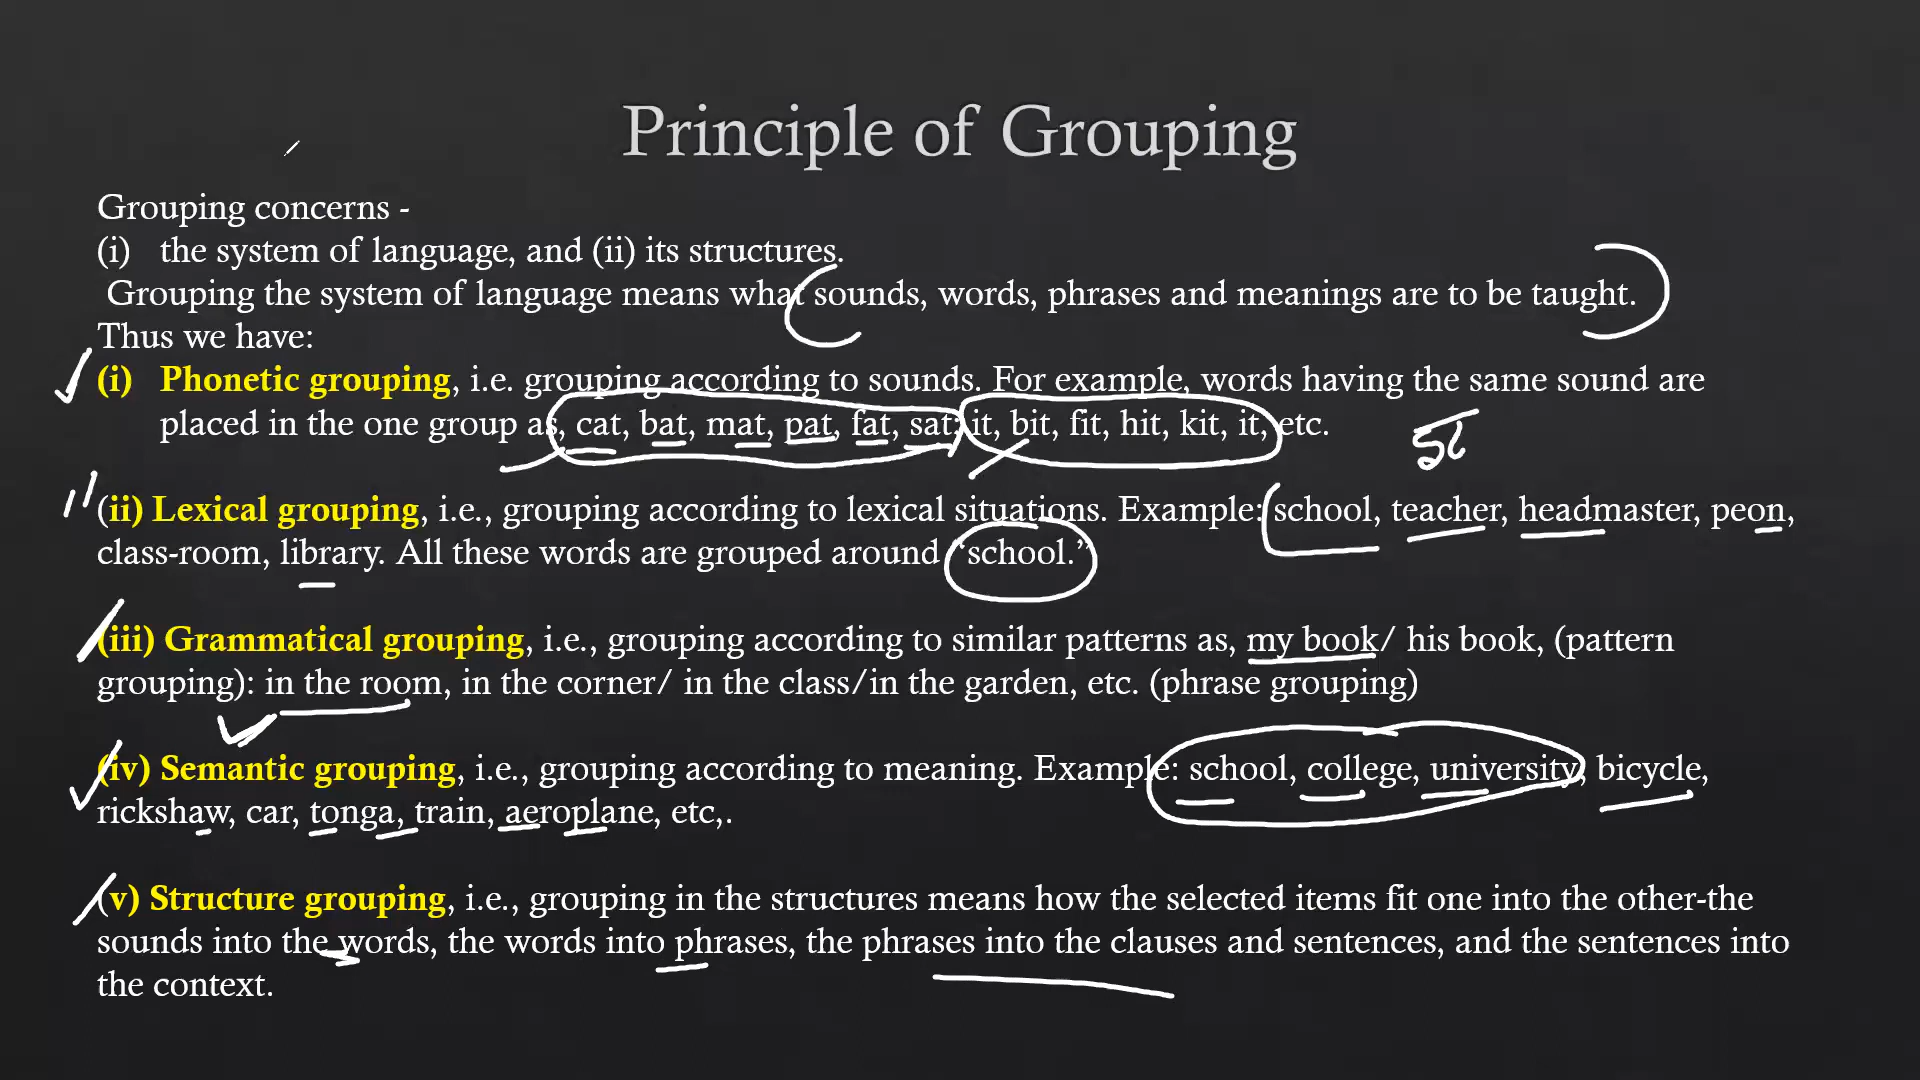 Principle of Grouping
Grouping concerns -
(i) the system of language, and (ii) its structures.
Grouping the system of language means what sounds, words, phrases and meanings are to be taught.
Thus we have:
(i) Phonetic grouping, i.e. grouping according to sounds. For example, words having the same sound are
placed in the one group as, cat, bat, mat, pat, fat, sat; it, bit, fit, hit, kit, it, etc.
(ii) Lexical grouping, i.e., grouping according to lexical situations. Example: school, teacher, headmaster, peon,
class-room, library. All these words are grouped around “school.”
(iii) Grammatical grouping, i.e., grouping according to similar patterns as, my book/ his book, (pattern
grouping): in the room, in the corner/ in the class/in the garden, etc. (phrase grouping)
(iv) Semantic grouping, i.e., grouping according to meaning. Example: school, college, university, bicycle,
rickshaw, car, tonga, train, aeroplane, etc,.
(v) Structure grouping, i.e., grouping in the structures means how the selected items fit one into the other-the
sounds into the words, the words into phrases, the phrases into the clauses and sentences, and the sentences into
the context.